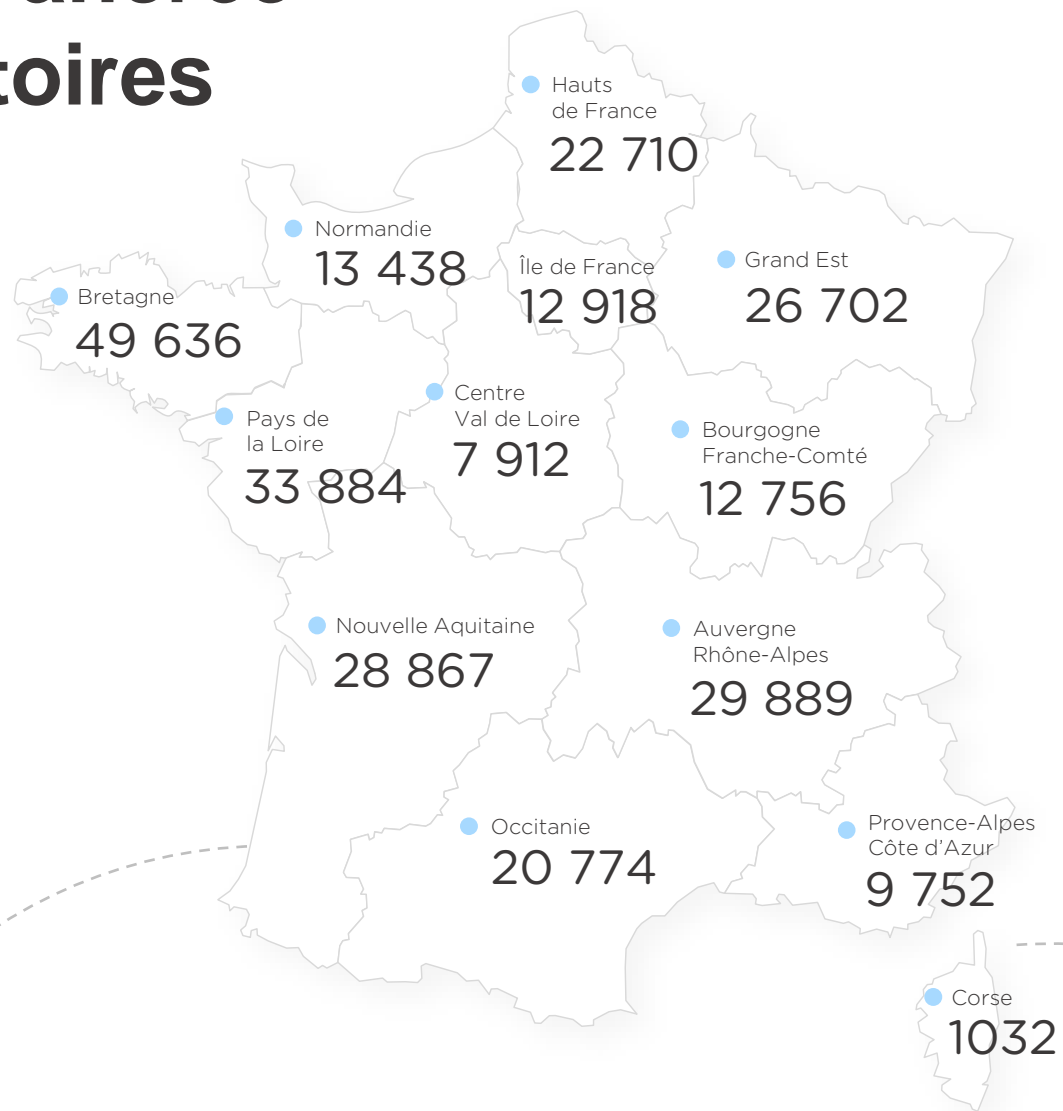 toires
Hauts
de France
22 710
Normandie
13 438
Île de France
12 918
Grand Est
26 702
Bretagne
49 636
Centre
Val de Loire
7 912
Pays de
la Loire
33 884
Bourgogne
Franche-Comté
12 756
Nouvelle Aquitaine
28 867
Auvergne
Rhône-Alpes
29 889
Occitanie
20 774
Provence-Alpes
Côte d'Azur
9 752
Corse
1032